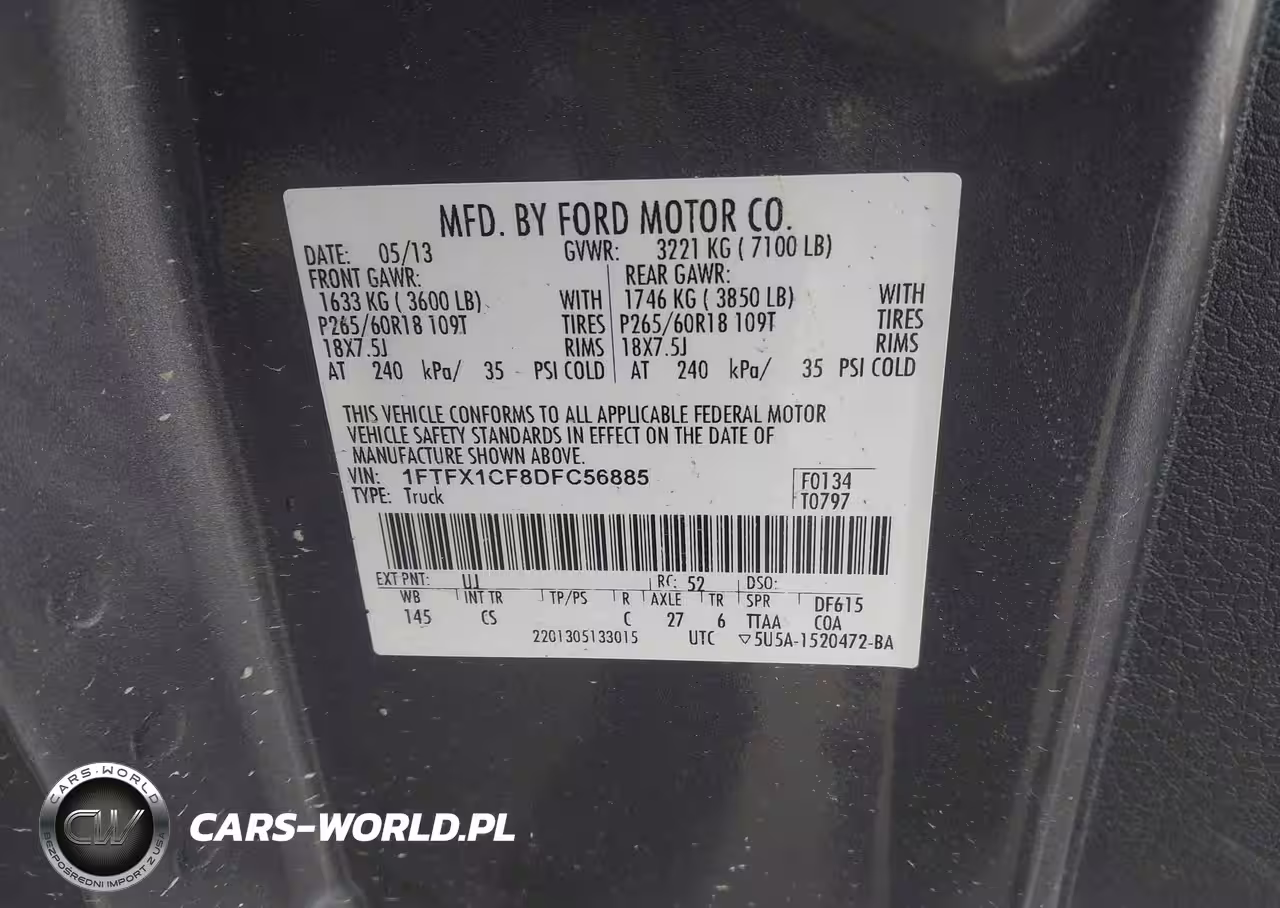 MFD. BY FORD MOTOR CO.
DATE: 05/13 GVWR: 3221 KG ( 7100 LB)
FRONT GAWR: REAR GAWR:
1633 KG ( 3600 LB) WITH 1746 KG ( 3850 LB) WITH
P265/60R18 109T TIRES P265/60R18 109T TIRES
18X7.5J RIMS 18X7.5J RIMS
AT 240 kPa/ 35 PSI COLD AT 240 kPa/ 35 PSI COLD
THIS VEHICLE CONFORMS TO ALL APPLICABLE FEDERAL MOTOR
VEHICLE SAFETY STANDARDS IN EFFECT ON THE DATE OF
MANUFACTURE SHOWN ABOVE.
VIN: 1FTFX1CF8DFC56885 F0134
TYPE: Truck T0797
EXT PNT: UJ RC: 52 DSO:
WB INT TR TP/PS R AXLE TR SPR DF615
145 CS C 27 6 TTAA COA
2201305133015 UTC ▽5U5A-1520472-BA
CARS-WORLD
CW
BEZPOŚREDNI IMPORT Z USA
CARS-WORLD.PL